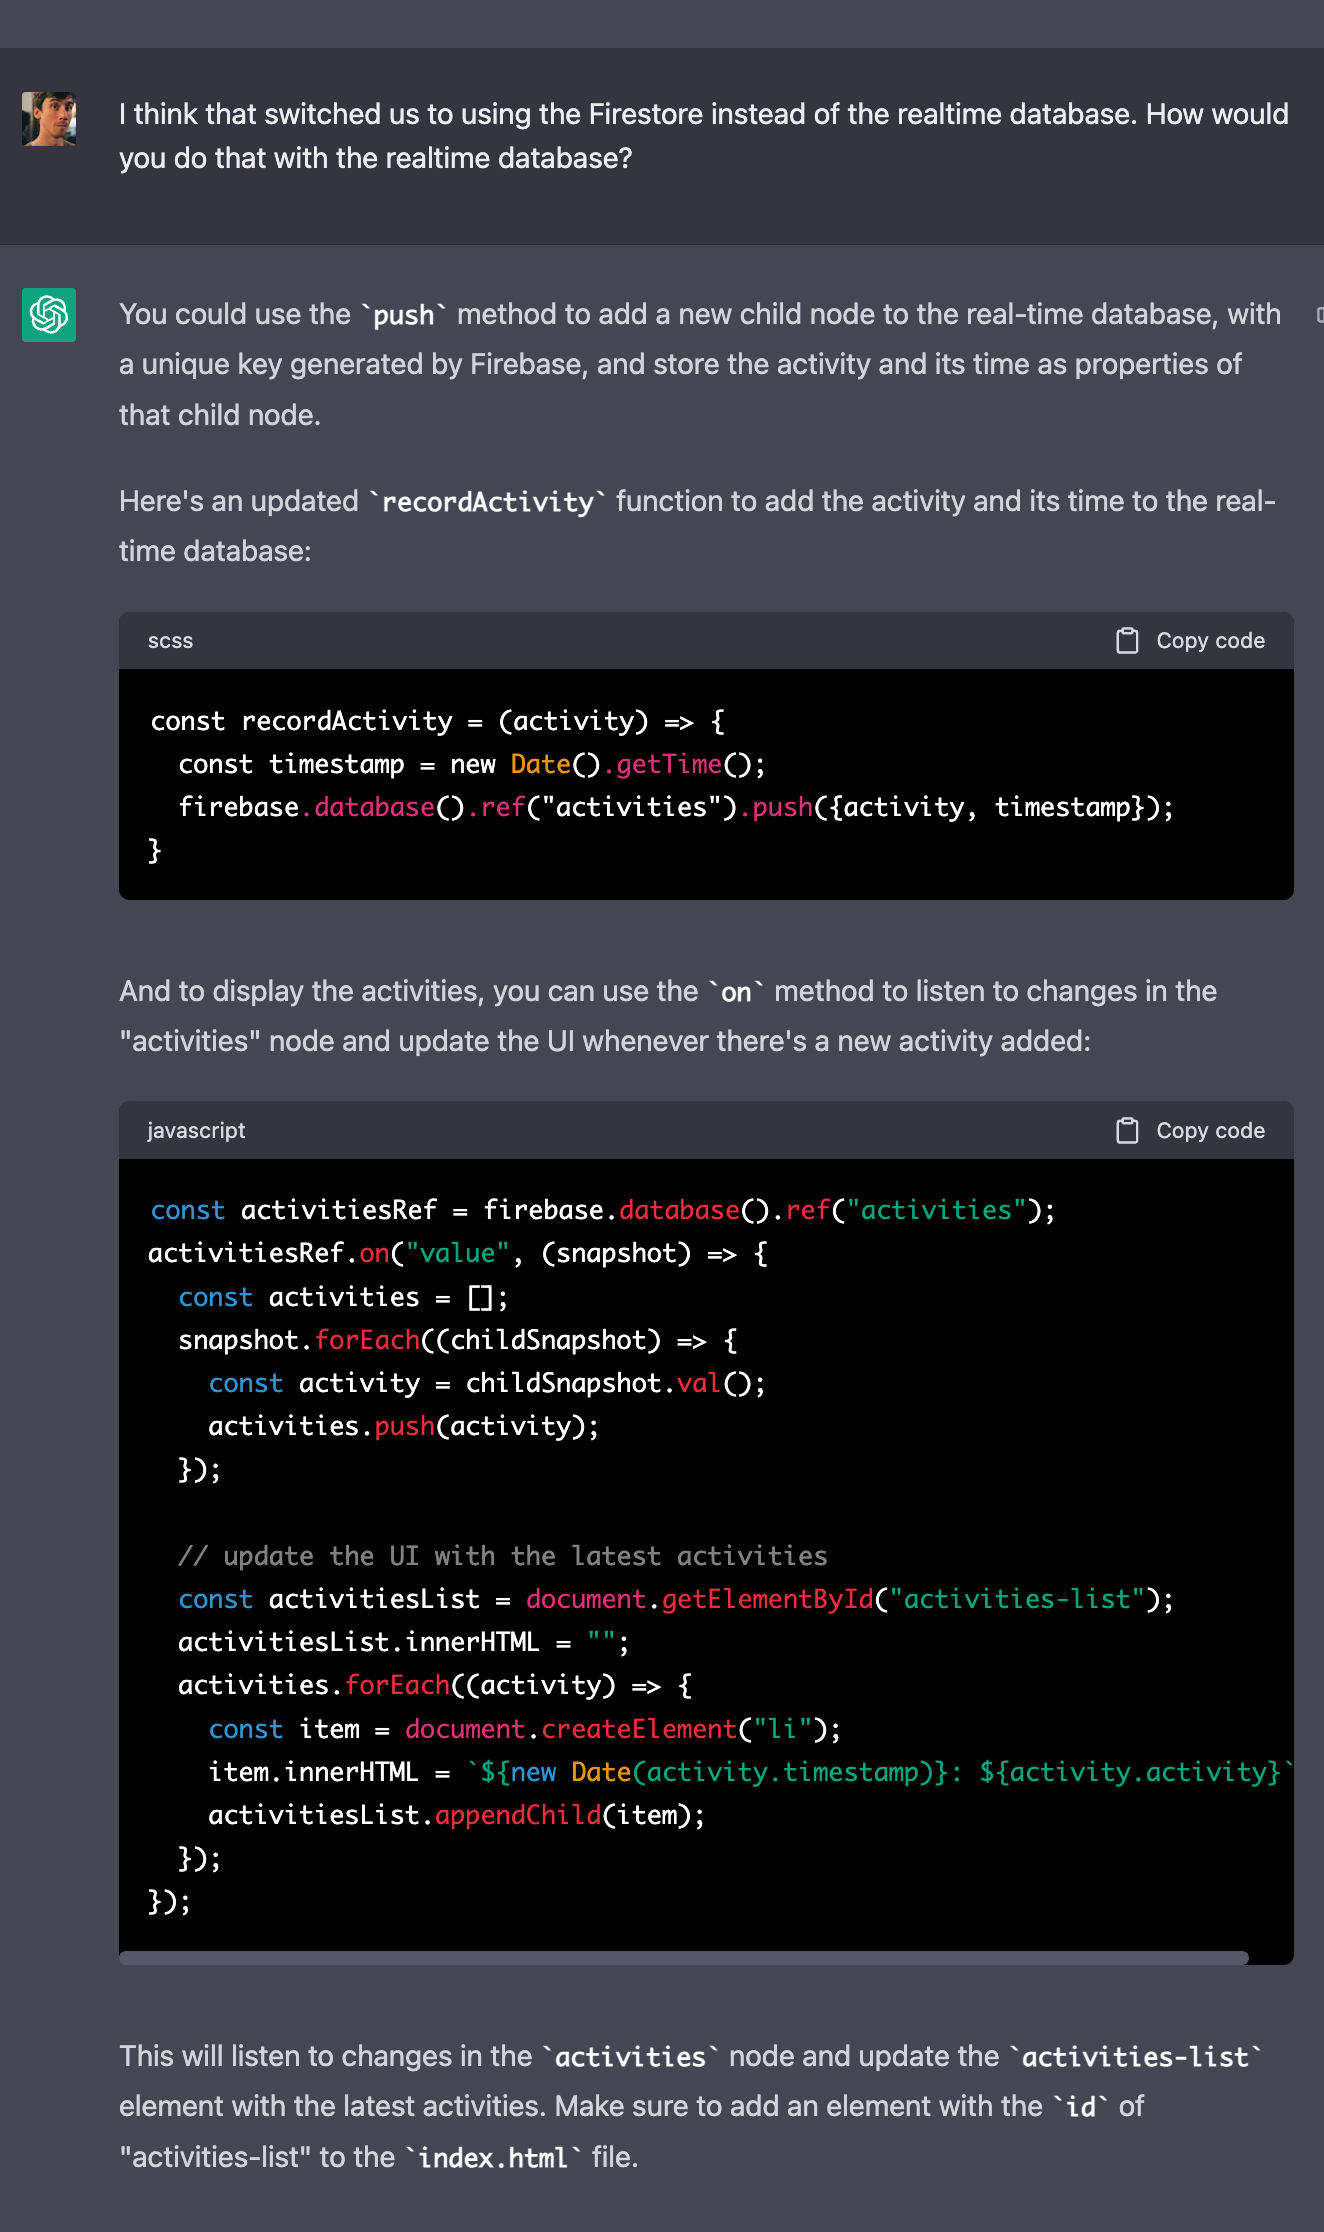 I think that switched us to using the Firestore instead of the realtime database. How would
you do that with the realtime database?
You could use the `push` method to add a new child node to the real-time database, with
a unique key generated by Firebase, and store the activity and its time as properties of
that child node.
Here's an updated `recordActivity` function to add the activity and its time to the real-
time database:
scss
Copy code
const recordActivity = (activity) => {
  const timestamp = new Date().getTime();
  firebase.database().ref("activities").push({activity, timestamp});
}
And to display the activities, you can use the `on` method to listen to changes in the
"activities" node and update the UI whenever there's a new activity added:
javascript
Copy code
const activitiesRef = firebase.database().ref("activities");
activitiesRef.on("value", (snapshot) => {
  const activities = [];
  snapshot.forEach((childSnapshot) => {
    const activity = childSnapshot.val();
    activities.push(activity);
  });
  // update the UI with the latest activities
  const activitiesList = document.getElementById("activities-list");
  activitiesList.innerHTML = "";
  activities.forEach((activity) => {
    const item = document.createElement("li");
    item.innerHTML = `${new Date(activity.timestamp)}: ${activity.activity}`
    activitiesList.appendChild(item);
  });
});
This will listen to changes in the `activities` node and update the `activities-list`
element with the latest activities. Make sure to add an element with the `id` of
"activities-list" to the `index.html` file.